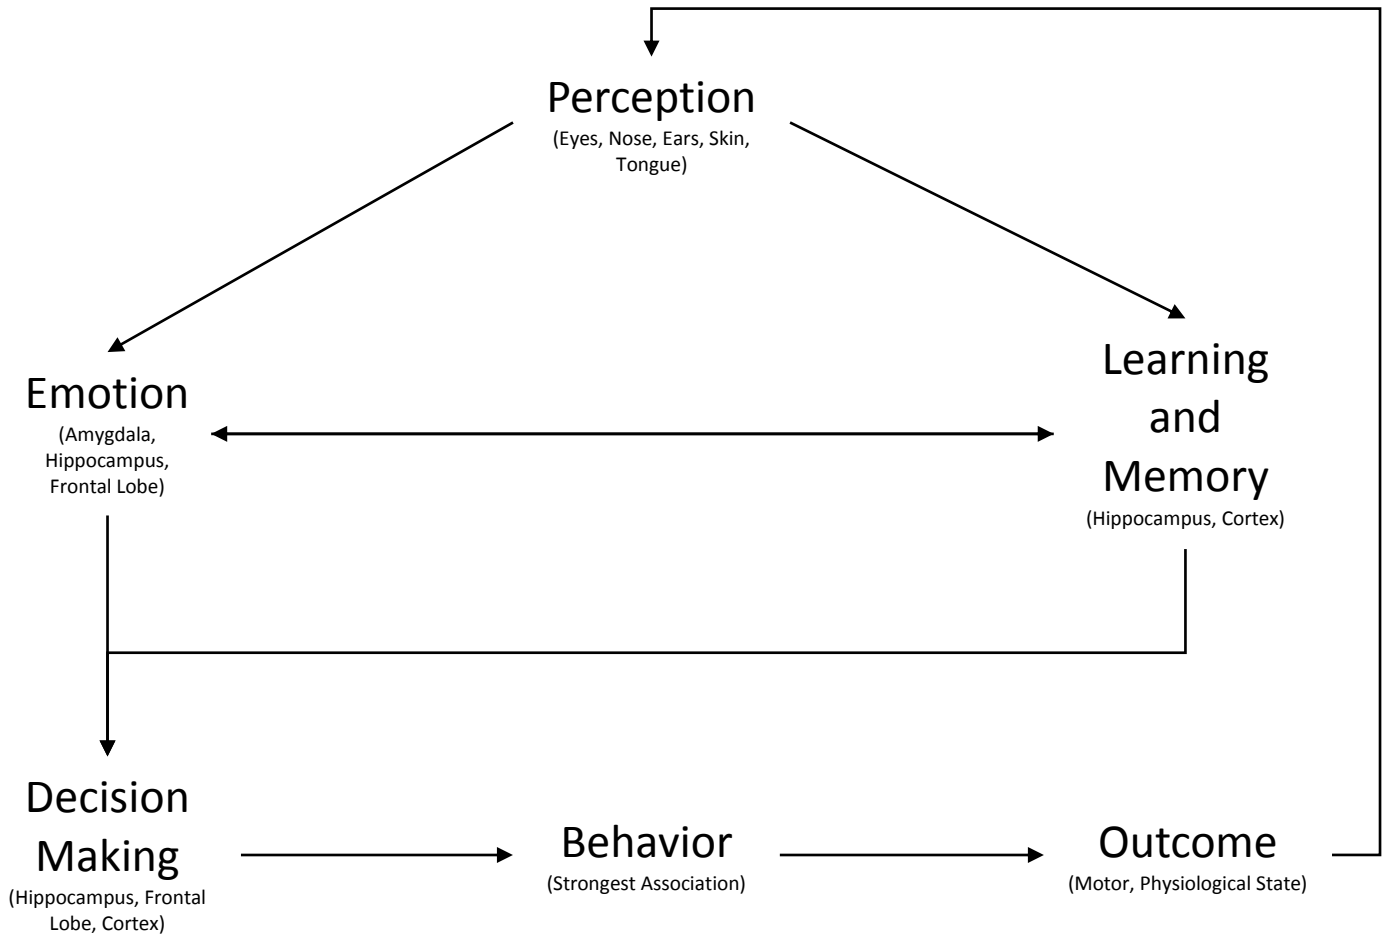 Perception
(Eyes, Nose, Ears, Skin,
Tongue)
Emotion
(Amygdala,
Hippocampus,
Frontal Lobe)
Learning
and
Memory
(Hippocampus, Cortex)
Decision
Making
(Hippocampus, Frontal
Lobe, Cortex)
Behavior
(Strongest Association)
Outcome
(Motor, Physiological State)